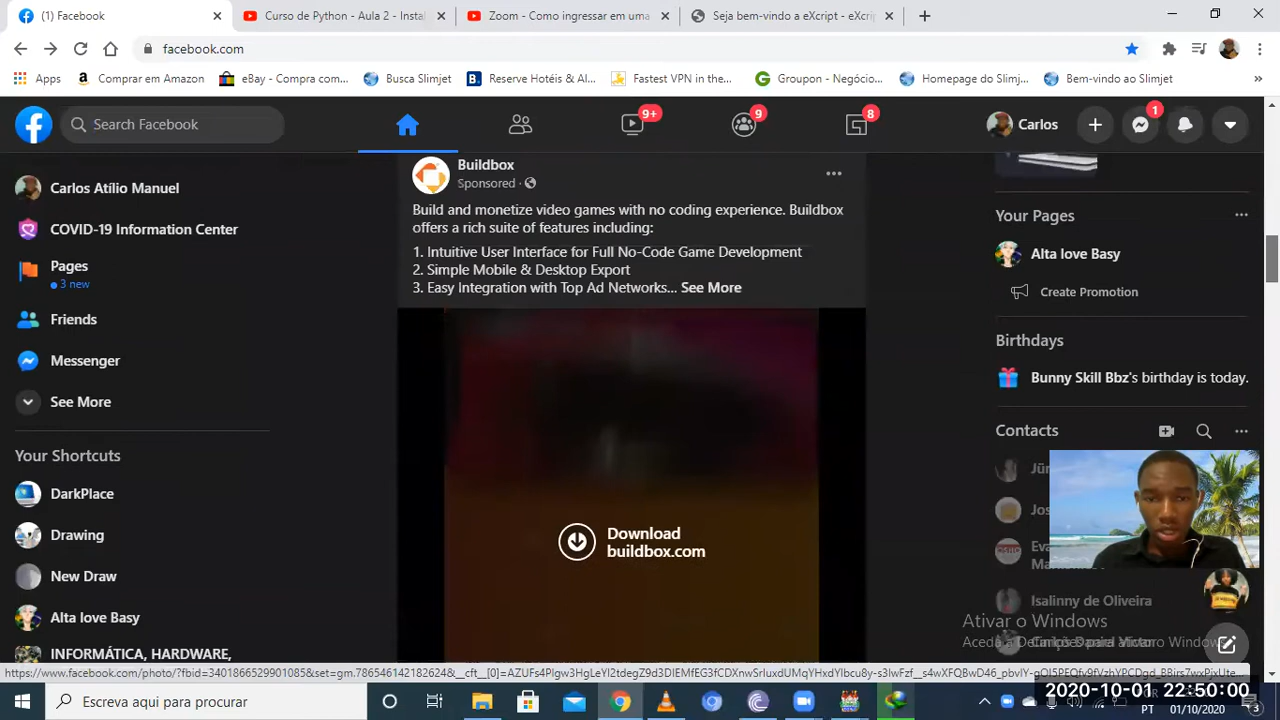 (1) Facebook
Curso de Python - Aula 2 - Instal
Zoom - Como ingressar em uma
Seja bem-vindo a eXcript - eXcri
facebook.com
Apps
Comprar em Amazon
eBay - Compra com...
Busca Slimjet
Reserve Hotéis & Al...
Fastest VPN in the...
Groupon - Negócio...
Homepage do Slimj...
Bem-vindo ao Slimjet
Search Facebook
9+
9
8
Carlos
1
Carlos Atílio Manuel
COVID-19 Information Center
Pages
3 new
Friends
Messenger
See More
Your Shortcuts
DarkPlace
Drawing
New Draw
Alta love Basy
INFORMÁTICA, HARDWARE,
Buildbox
Sponsored ·
Build and monetize video games with no coding experience. Buildbox
offers a rich suite of features including:
1. Intuitive User Interface for Full No-Code Game Development
2. Simple Mobile & Desktop Export
3. Easy Integration with Top Ad Networks... See More
Download
buildbox.com
Your Pages
Alta love Basy
Create Promotion
Birthdays
Bunny Skill Bbz's birthday is today.
Contacts
Jos
Eva
Isalinny de Oliveira
Ativar o Windows
Escreva aqui para procurar
2020-10-01 22:50:00
PT
01/10/2020
3